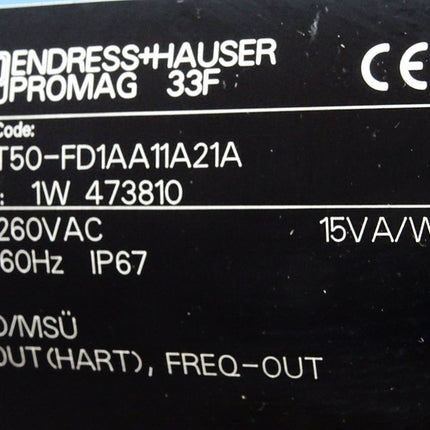 ENDRESS+HAUSER
PROMAG 33F
CE
Code:
T50-FD1AA11A21A
: 1W 473810
260VAC 15VA/W
60Hz IP67
/MSÜ
OUT(HART), FREQ-OUT